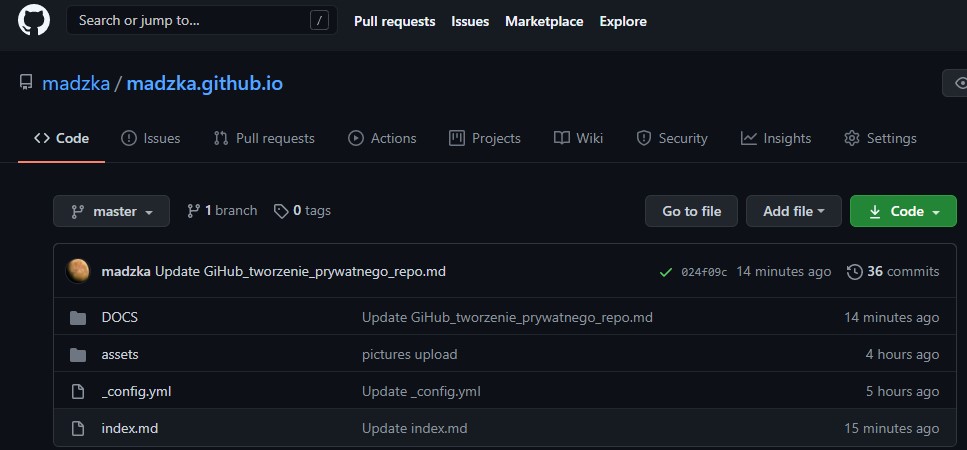 Search or jump to... / Pull requests Issues Marketplace Explore
madzka / madzka.github.io
Code Issues Pull requests Actions Projects Wiki Security Insights Settings
master 1 branch 0 tags Go to file Add file Code
madzka Update GiHub_tworzenie_prywatnego_repo.md 024f09c 14 minutes ago 36 commits
DOCS Update GiHub_tworzenie_prywatnego_repo.md 14 minutes ago
assets pictures upload 4 hours ago
_config.yml Update _config.yml 5 hours ago
index.md Update index.md 15 minutes ago